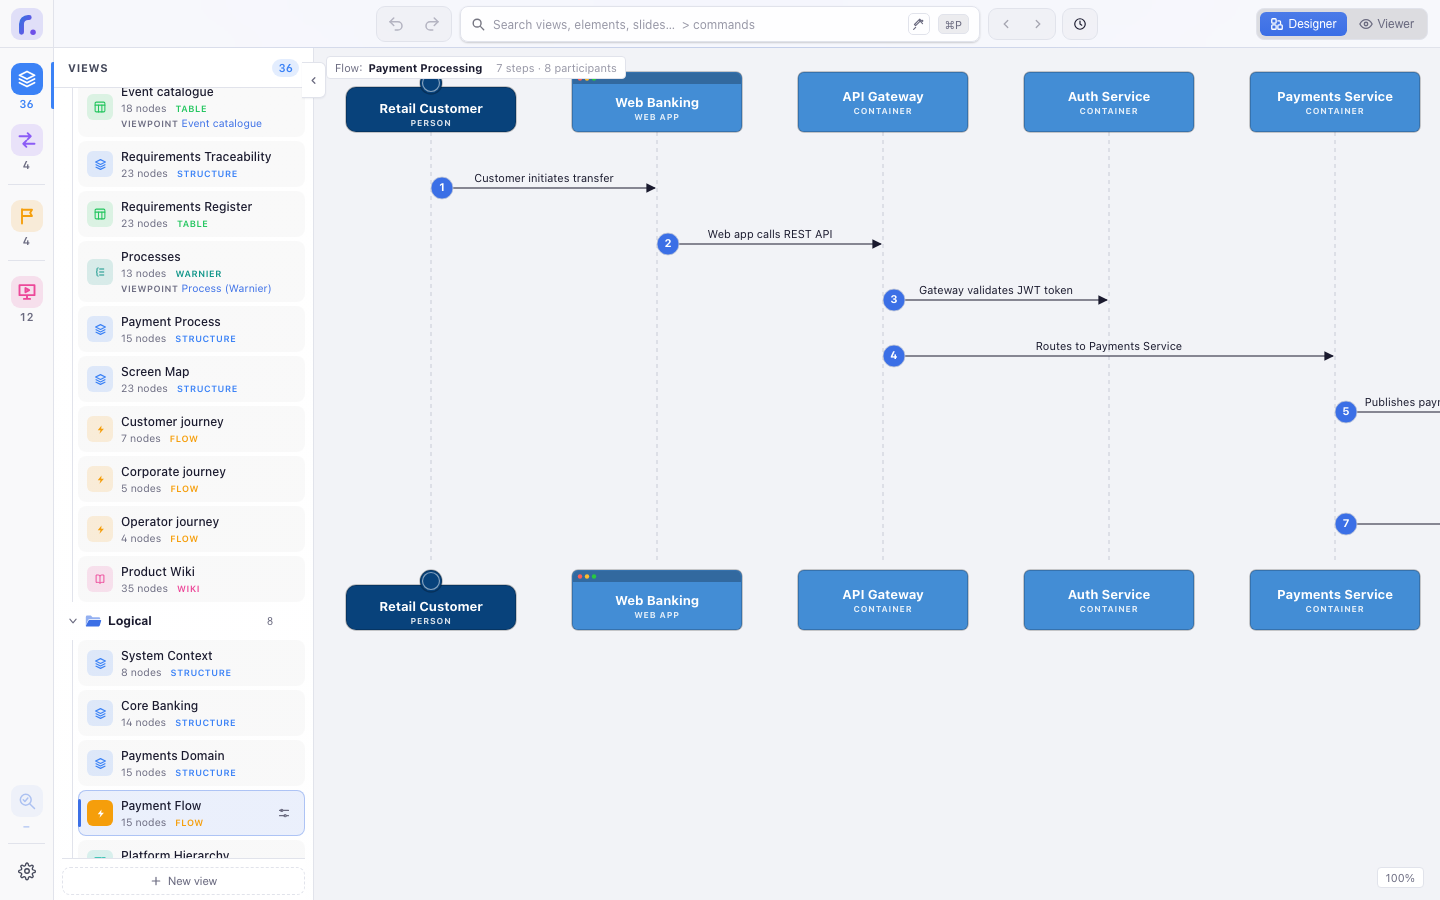 r.
Search views, elements, slides... > commands
⌘P
Designer
Viewer
36
4
4
12
–
VIEWS
36
Event catalogue
18 nodes TABLE
VIEWPOINT Event catalogue
Requirements Traceability
23 nodes STRUCTURE
Requirements Register
23 nodes TABLE
Processes
13 nodes WARNIER
VIEWPOINT Process (Warnier)
Payment Process
15 nodes STRUCTURE
Screen Map
23 nodes STRUCTURE
Customer journey
7 nodes FLOW
Corporate journey
5 nodes FLOW
Operator journey
4 nodes FLOW
Product Wiki
35 nodes WIKI
Logical 8
System Context
8 nodes STRUCTURE
Core Banking
14 nodes STRUCTURE
Payments Domain
15 nodes STRUCTURE
Payment Flow
15 nodes FLOW
Platform Hierarchy
+ New view
Flow: Payment Processing 7 steps · 8 participants
Retail Customer
PERSON
Web Banking
WEB APP
API Gateway
CONTAINER
Auth Service
CONTAINER
Payments Service
CONTAINER
1 Customer initiates transfer
2 Web app calls REST API
3 Gateway validates JWT token
4 Routes to Payments Service
5 Publishes
7
Retail Customer
PERSON
Web Banking
WEB APP
API Gateway
CONTAINER
Auth Service
CONTAINER
Payments Service
CONTAINER
100%